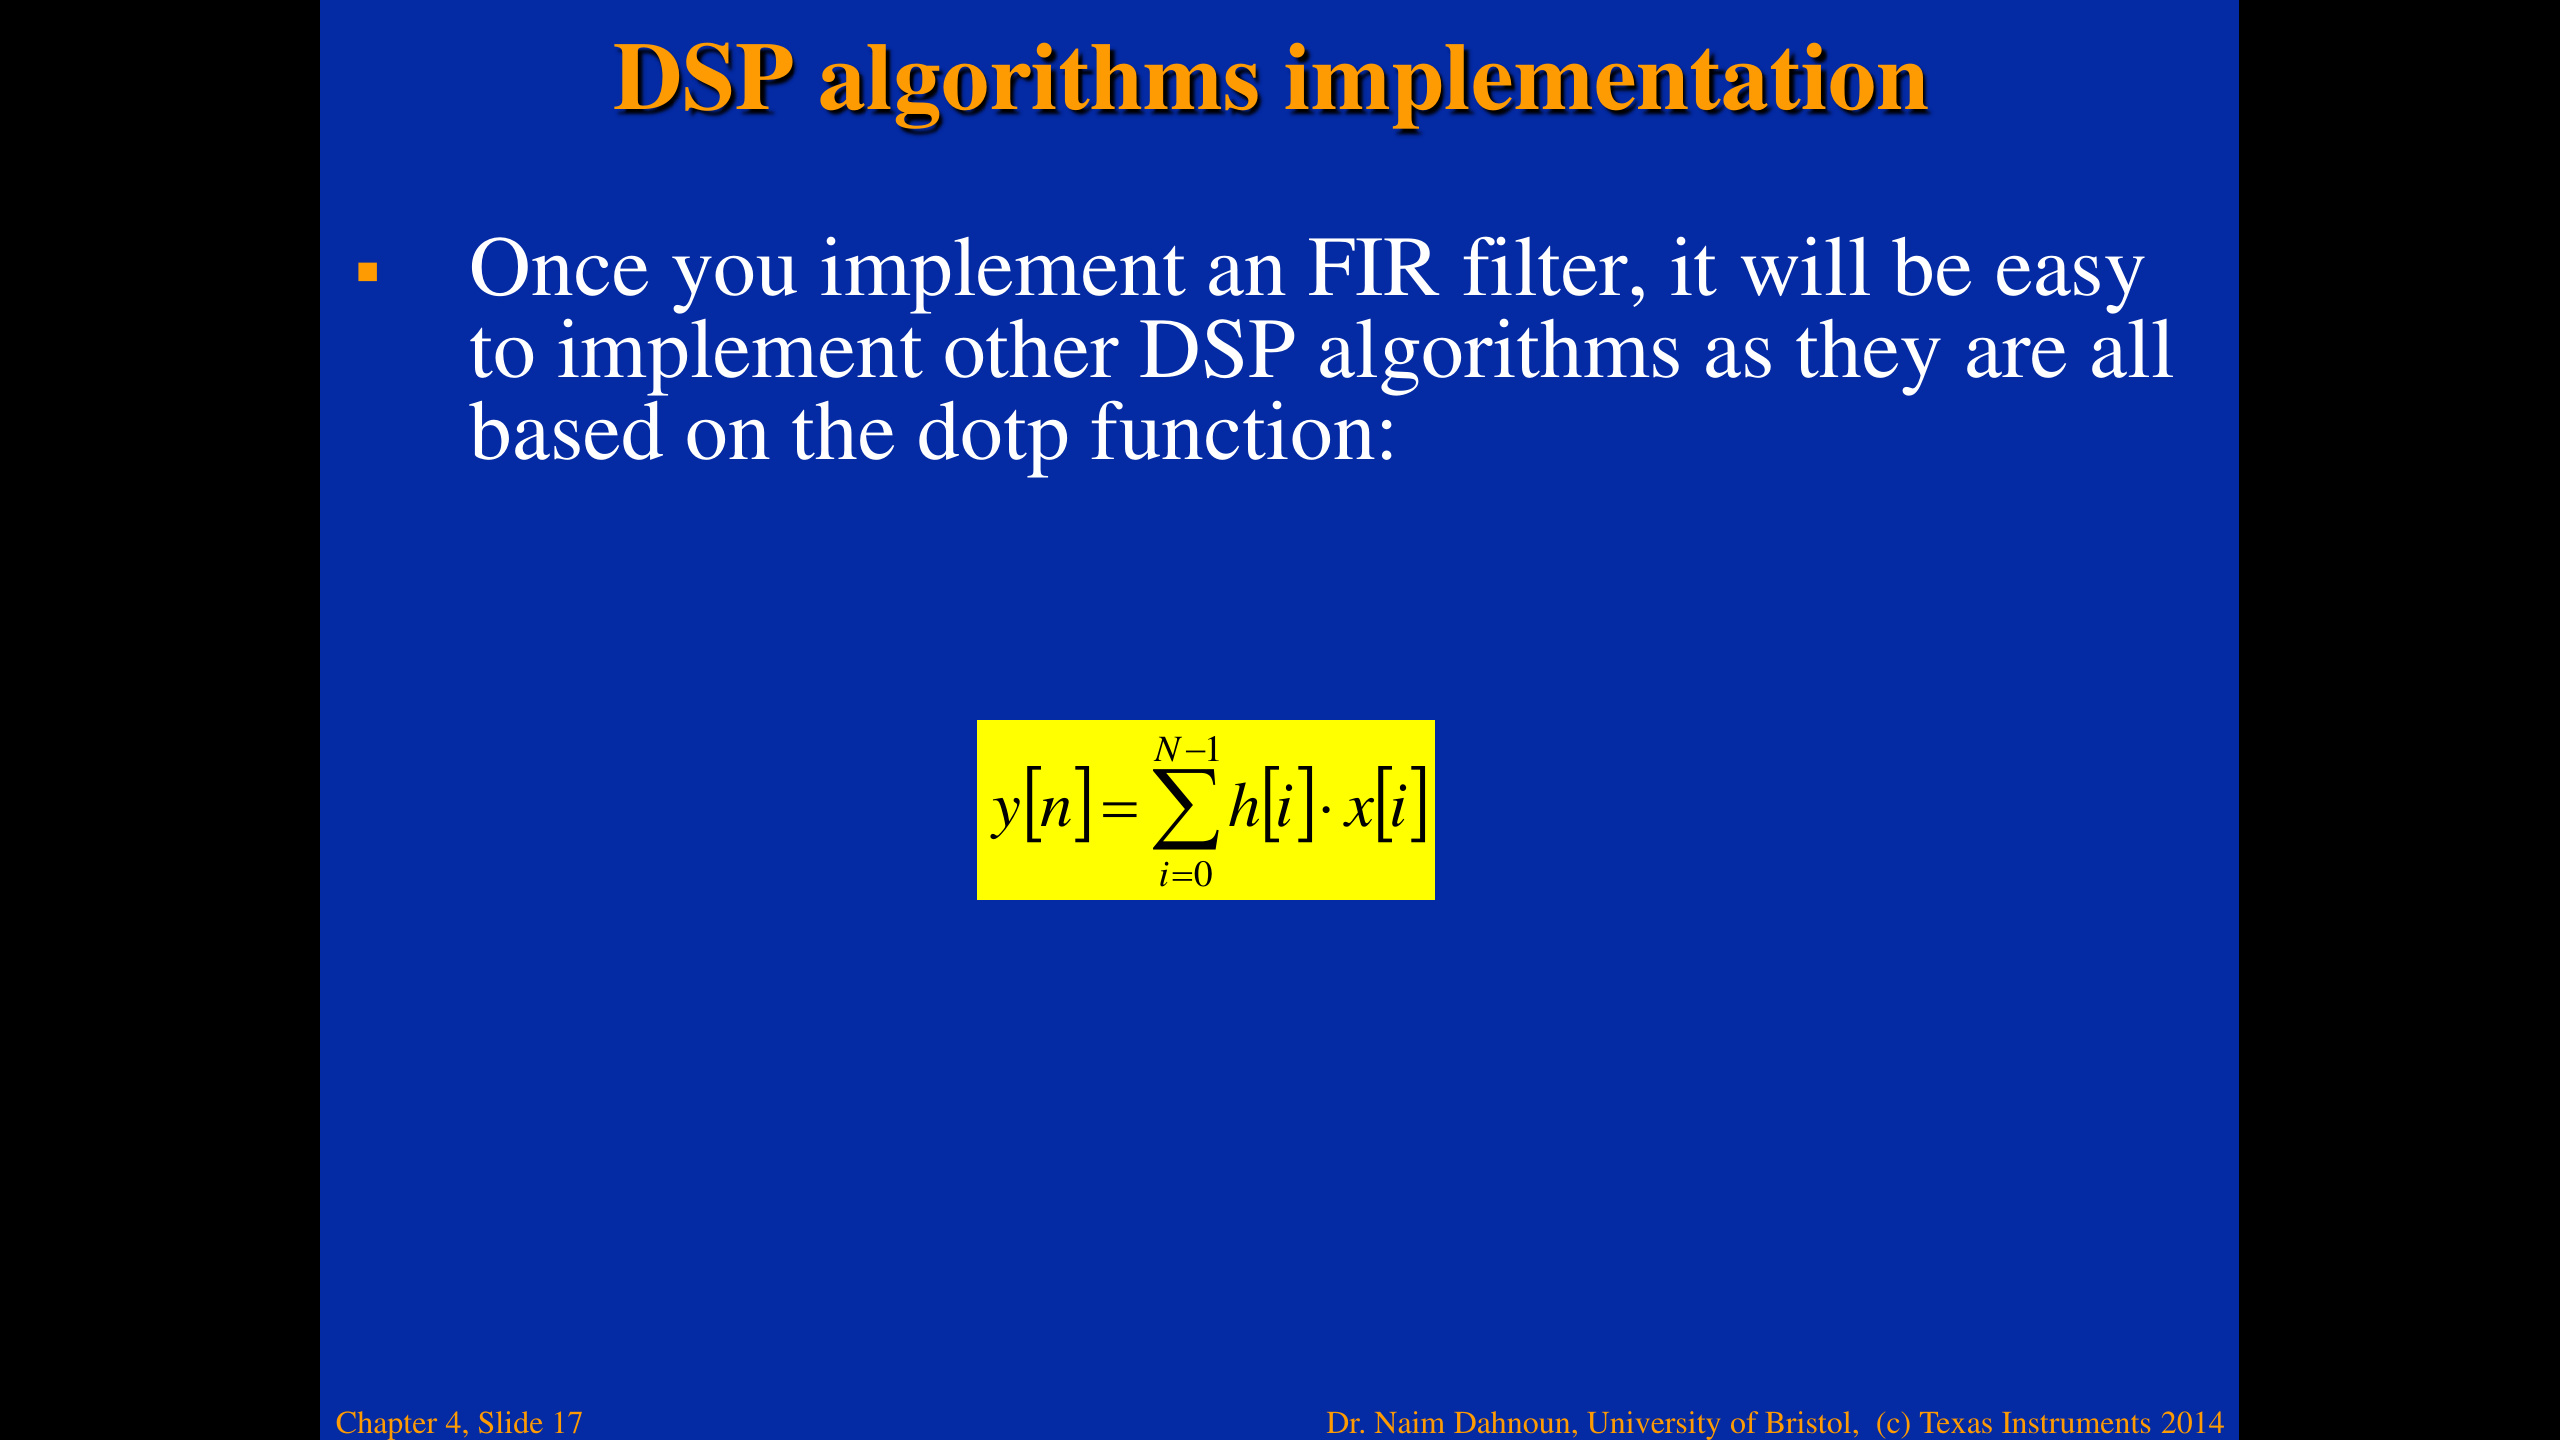 DSP algorithms implementation
▪ Once you implement an FIR filter, it will be easy
to implement other DSP algorithms as they are all
based on the dotp function:
N−1
y[n] = ∑ h[i] · x[i]
i=0
Chapter 4, Slide 17
Dr. Naim Dahnoun, University of Bristol, (c) Texas Instruments 2014